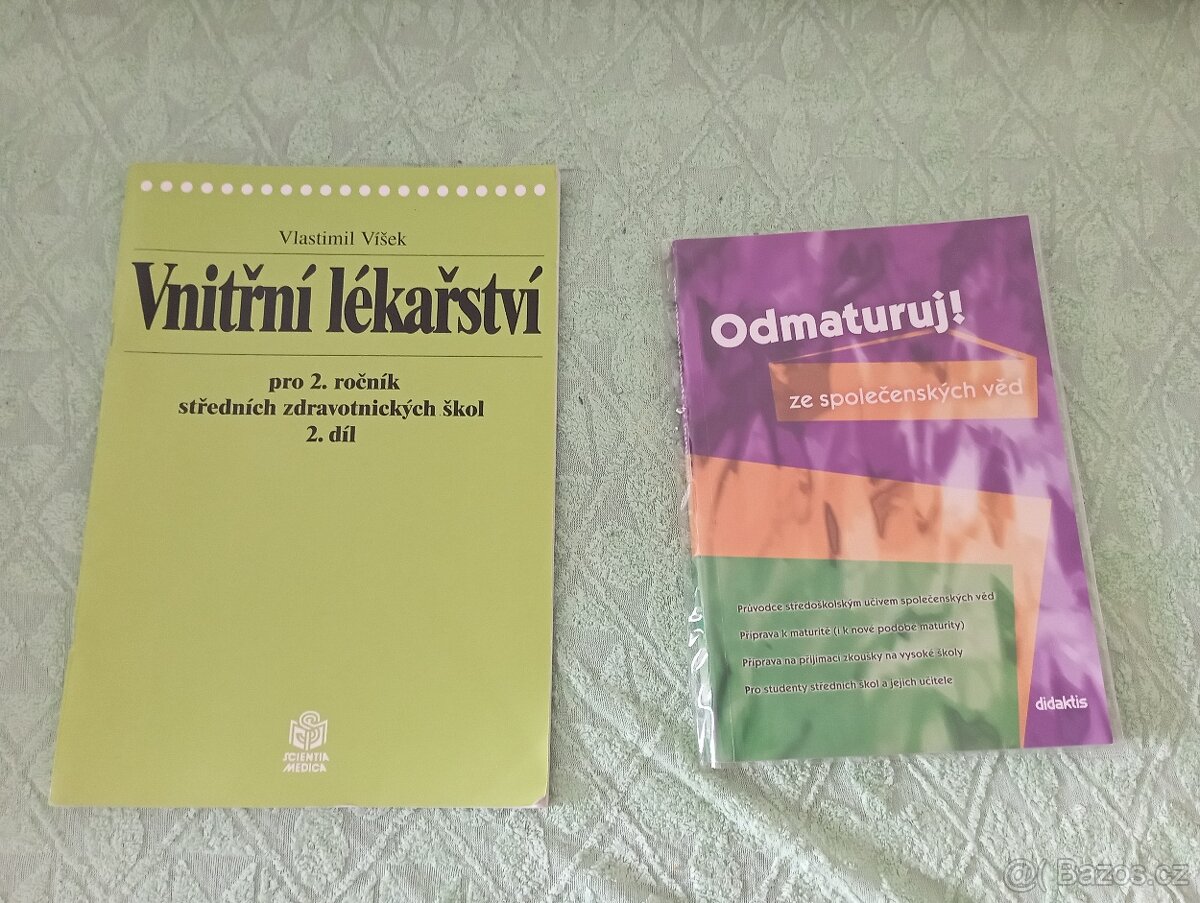 Vlastimil Víšek
Vnitřní lékařství
pro 2. ročník
středních zdravotnických škol
2. díl
SCIENTIA
MEDICA
Odmaturuj!
ze společenských věd
Průvodce středoškolským učivem společenských věd
Příprava k maturitě (i k nové podobě maturity)
Příprava na přijímací zkoušky na vysoké školy
Pro studenty středních škol a jejich učitele
didaktis
@( Bazos.cz